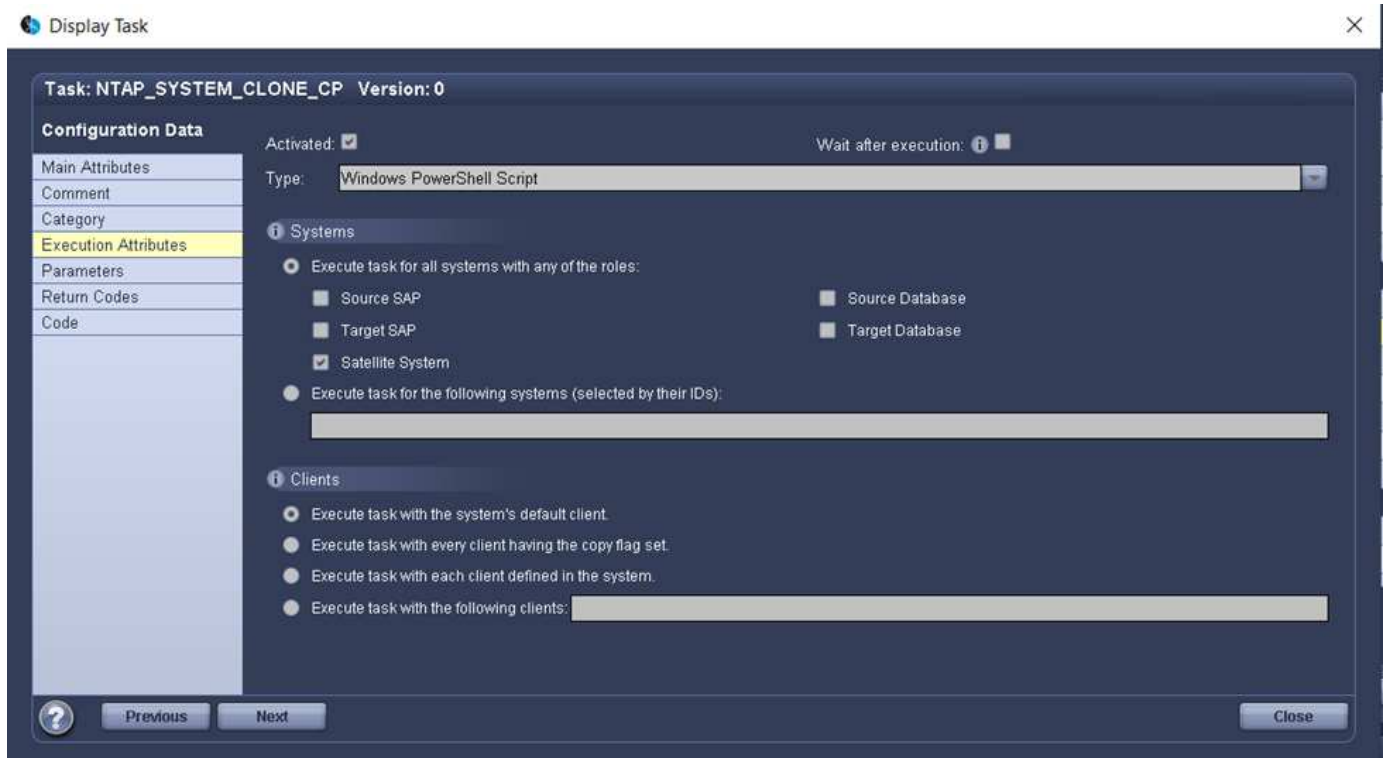 Display Task
Task: NTAP_SYSTEM_CLONE_CP Version: 0
Configuration Data
Main Attributes
Comment
Category
Execution Attributes
Parameters
Return Codes
Code
Activated: Wait after execution:
Type: Windows PowerShell Script
Systems
Execute task for all systems with any of the roles:
Source SAP Source Database
Target SAP Target Database
Satellite System
Execute task for the following systems (selected by their IDs):
Clients
Execute task with the system's default client.
Execute task with every client having the copy flag set.
Execute task with each client defined in the system.
Execute task with the following clients:
? Previous Next Close